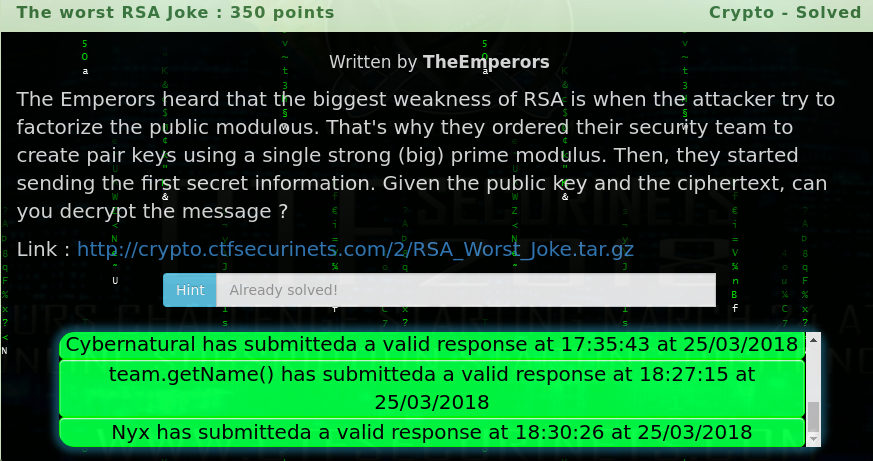 The worst RSA Joke : 350 points
Crypto - Solved
Written by TheEmperors
The Emperors heard that the biggest weakness of RSA is when the attacker try to
factorize the public modulous. That's why they ordered their security team to
create pair keys using a single strong (big) prime modulus. Then, they started
sending the first secret information. Given the public key and the ciphertext, can
you decrypt the message ?
Link : http://crypto.ctfsecurinets.com/2/RSA_Worst_Joke.tar.gz
Hint
Already solved!
Cybernatural has submitteda a valid response at 17:35:43 at 25/03/2018
team.getName() has submitteda a valid response at 18:27:15 at
25/03/2018
Nyx has submitteda a valid response at 18:30:26 at 25/03/2018